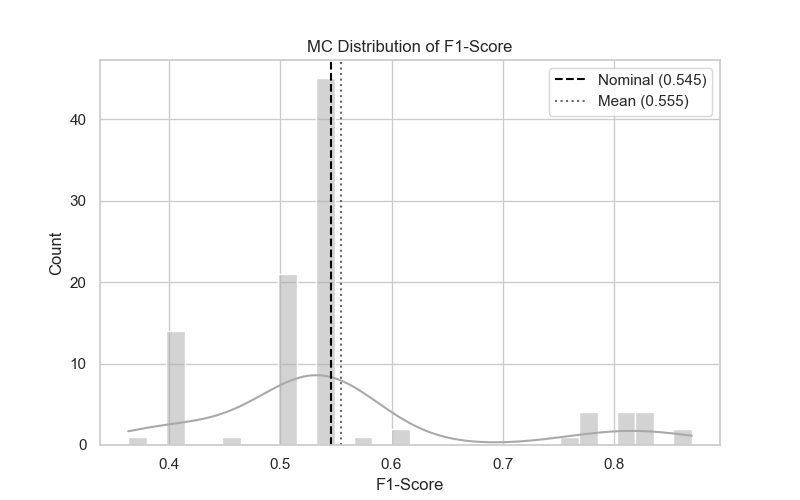 MC Distribution of F1-Score
Nominal (0.545)
Mean (0.555)
Count
40
30
20
10
0
0.4 0.5 0.6 0.7 0.8
F1-Score